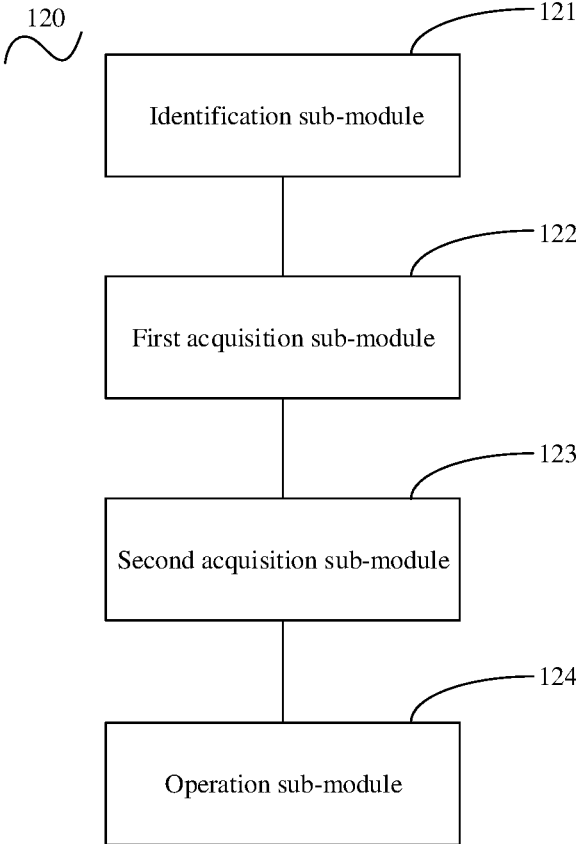 120
121
Identification sub-module
122
First acquisition sub-module
123
Second acquisition sub-module
124
Operation sub-module